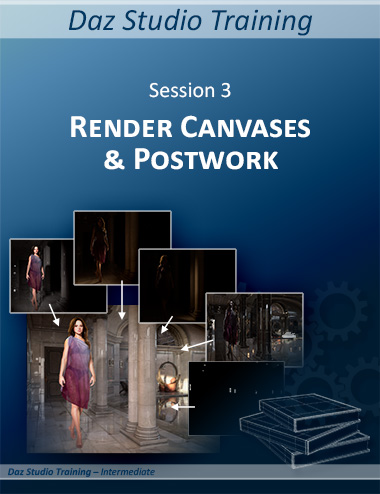 Daz Studio Training
Session 3
RENDER CANVASES
& POSTWORK
Daz Studio Training – Intermediate